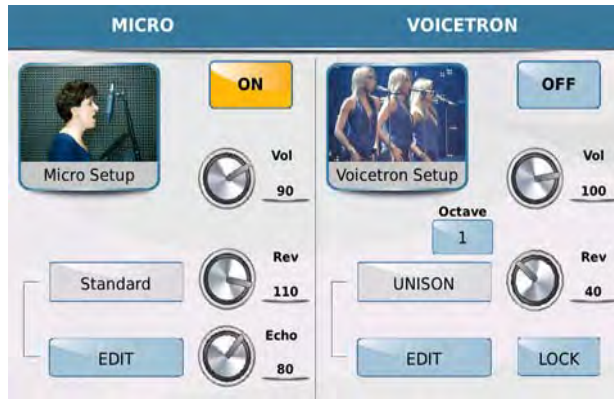 MICRO
VOICETRON
ON
Micro Setup
Vol
90
OFF
Voicetron Setup
Vol
100
Octave
1
Standard
Rev
110
UNISON
Rev
40
EDIT
Echo
80
EDIT
LOCK